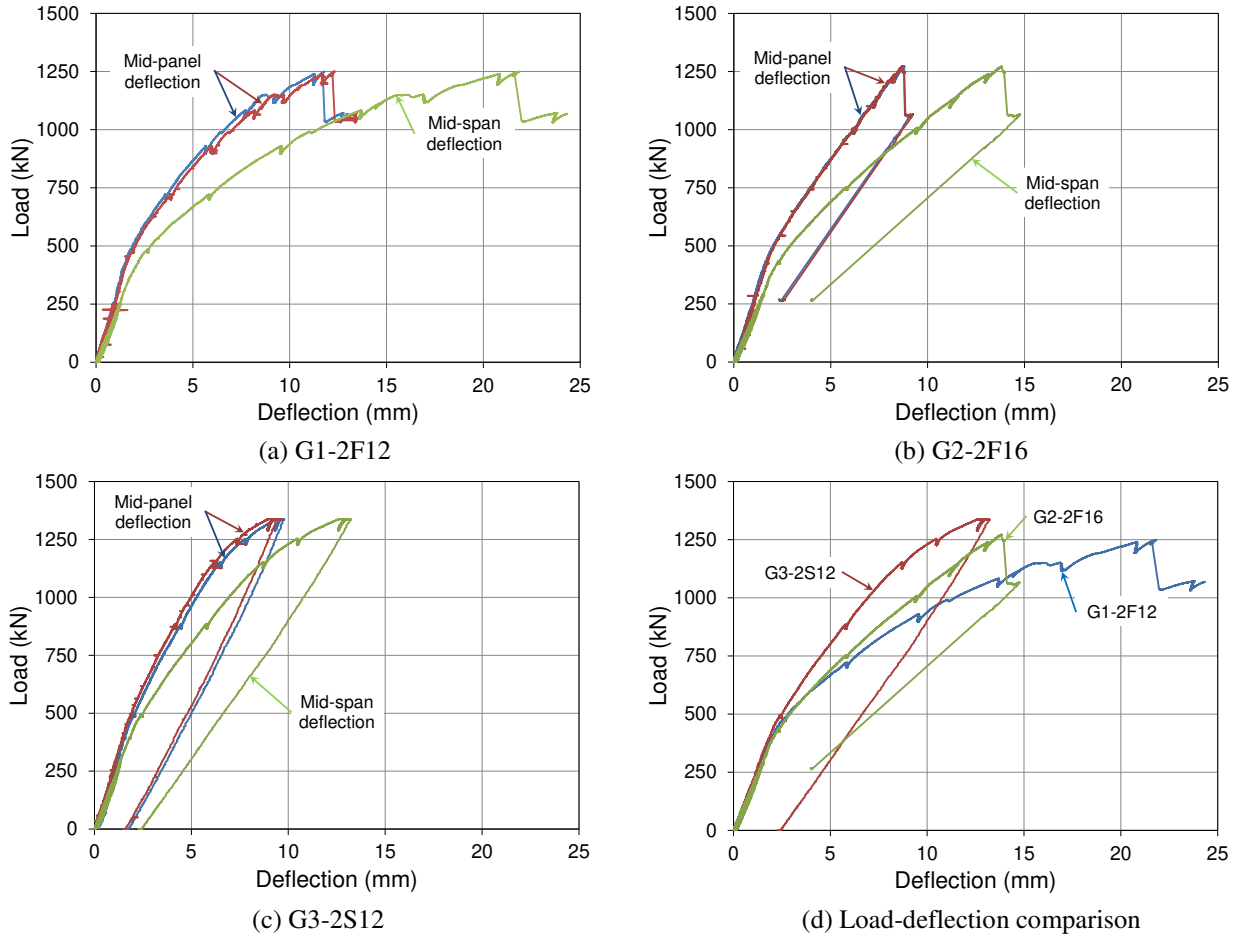 1500
1250
1000
750
500
250
0
Load (kN)
Mid-panel
deflection
Mid-span
deflection
0 5 10 15 20 25
Deflection (mm)
(a) G1-2F12
1500
1250
1000
750
500
250
0
Load (kN)
Mid-panel
deflection
Mid-span
deflection
0 5 10 15 20 25
Deflection (mm)
(b) G2-2F16
1500
1250
1000
750
500
250
0
Load (kN)
Mid-panel
deflection
Mid-span
deflection
0 5 10 15 20 25
Deflection (mm)
(c) G3-2S12
1500
1250
1000
750
500
250
0
Load (kN)
G2-2F16
G3-2S12
G1-2F12
0 5 10 15 20 25
Deflection (mm)
(d) Load-deflection comparison